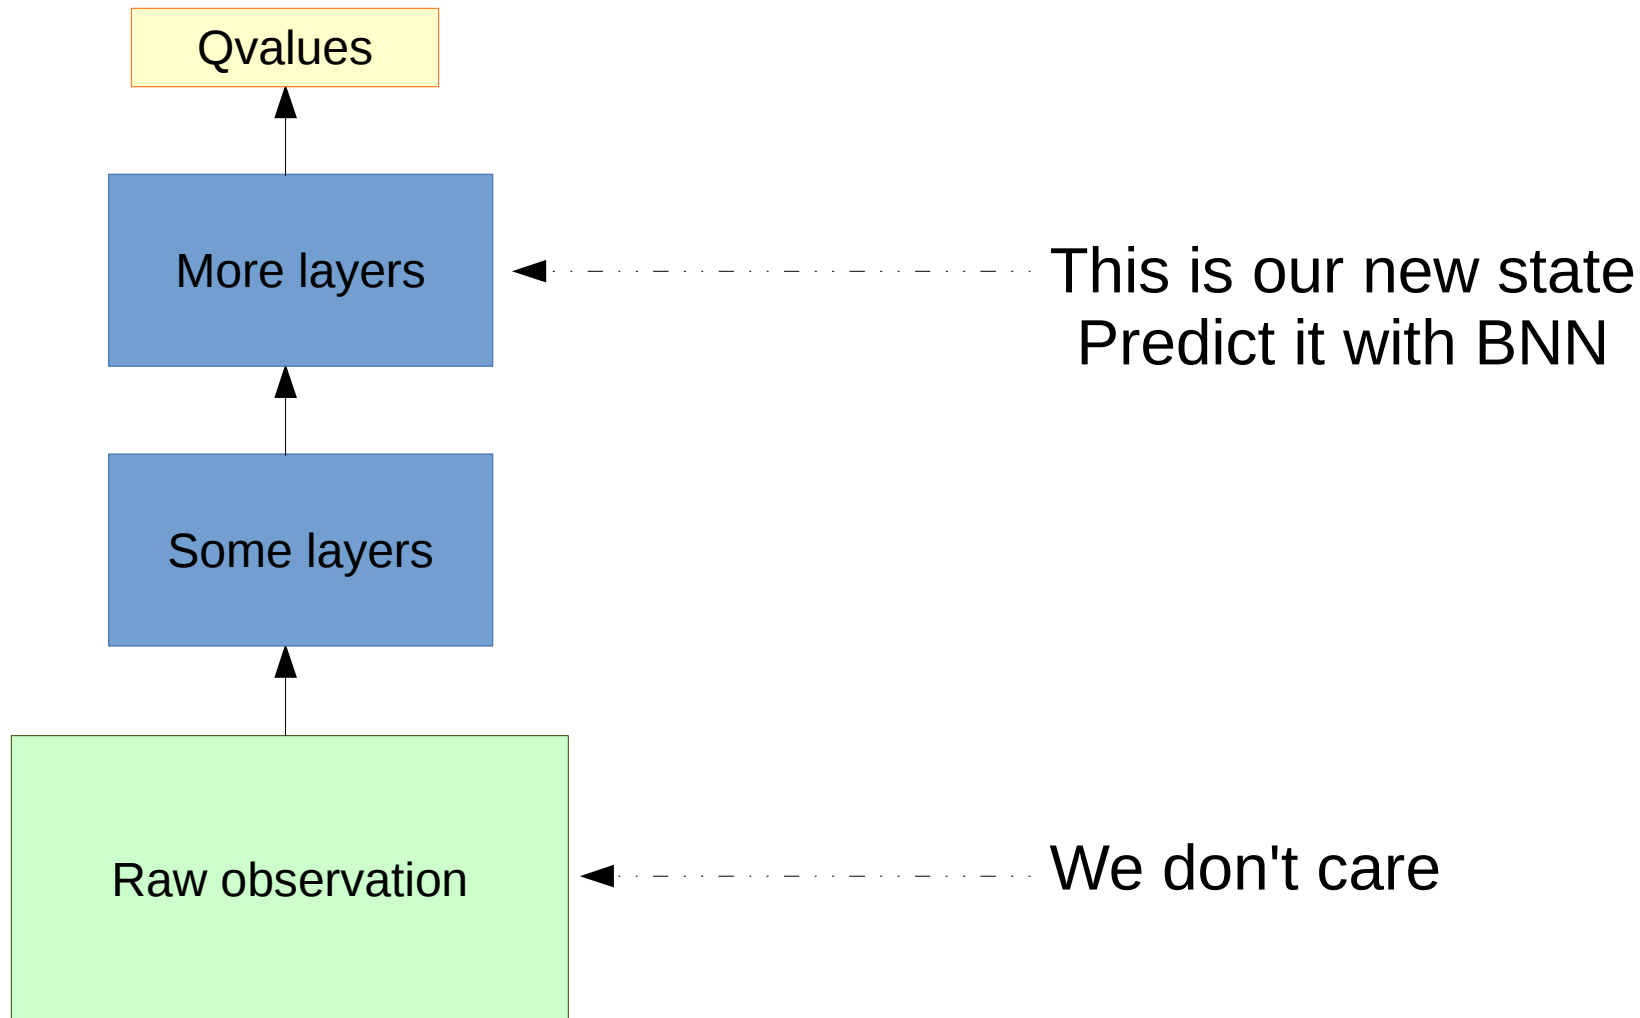 Qvalues
More layers
This is our new state
Predict it with BNN
Some layers
Raw observation
We don't care